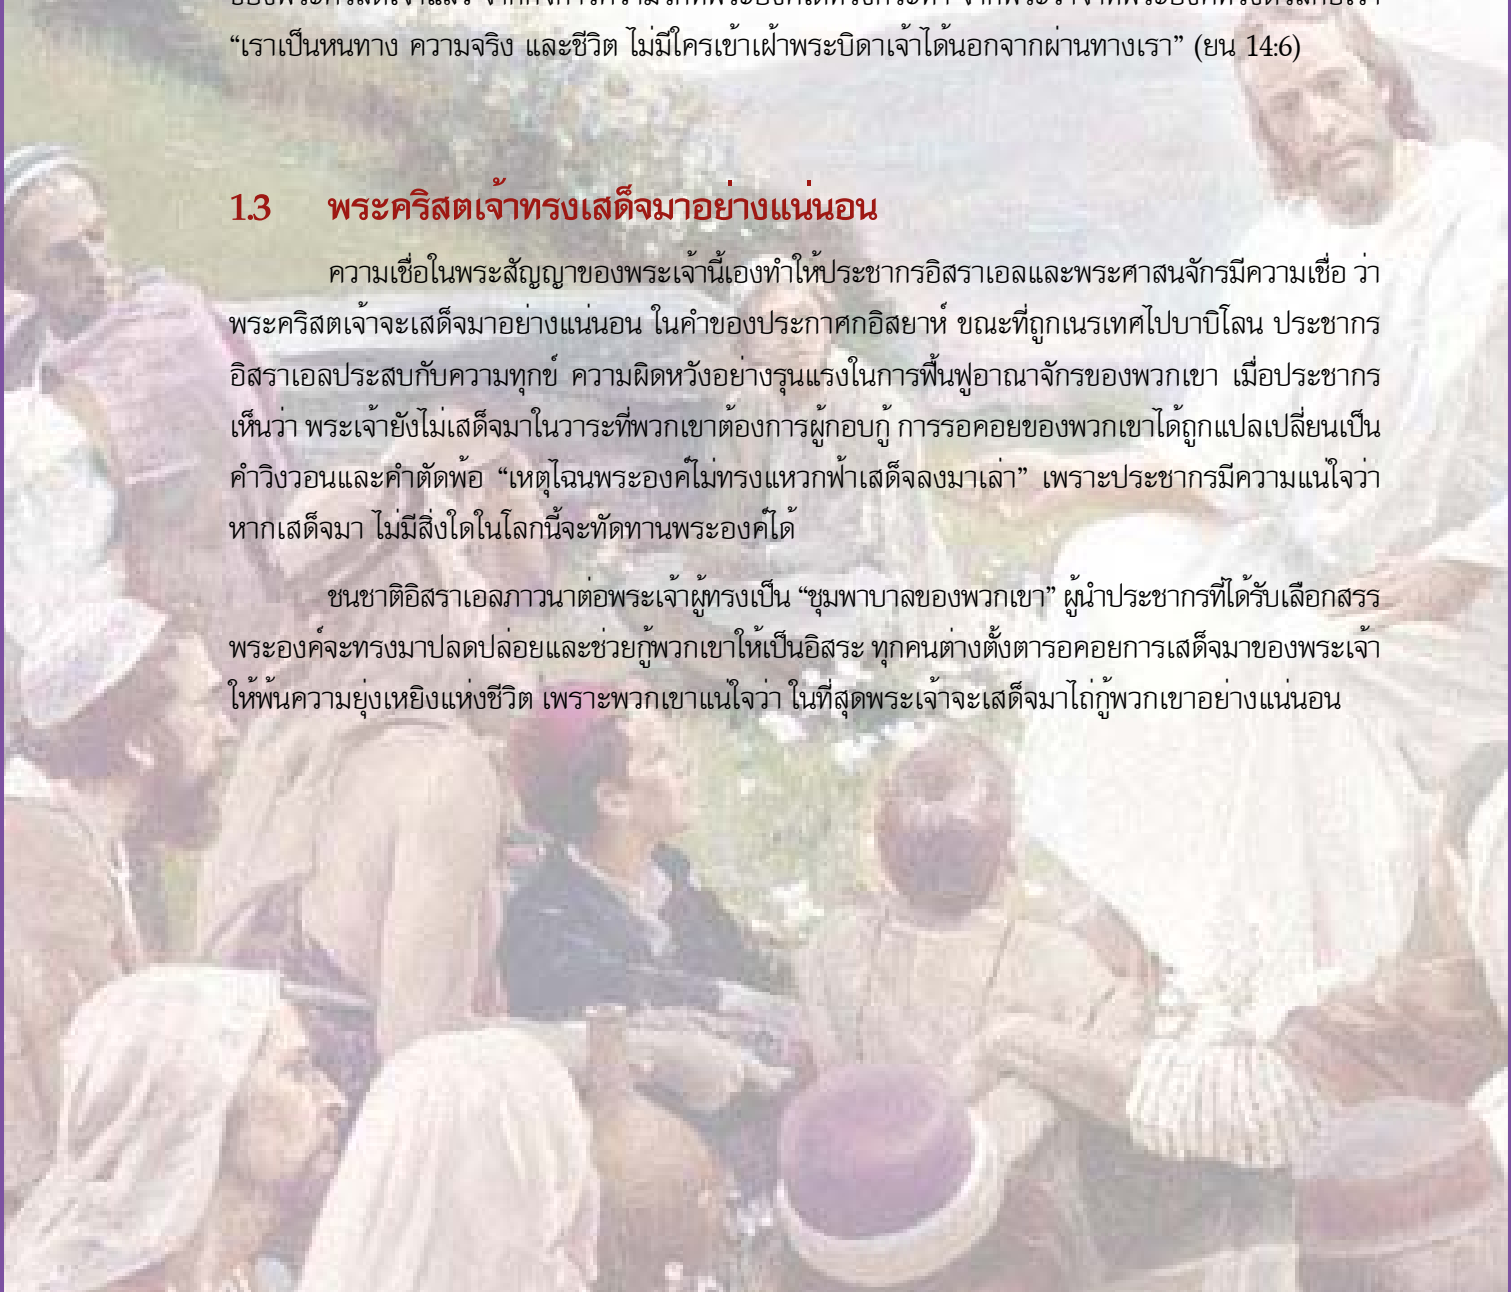 “เราเป็นหนทาง ความจริง และชีวิต ไม่มีใครเข้าเฝ้าพระบิดาเจ้าได้นอกจากผ่านทางเรา” (ยน 14:6)
1.3 พระคริสตเจ้าทรงเสด็จมาอย่างแน่นอน
ความเชื่อในพระสัญญาของพระเจ้านี้เองทำให้ประชากรอิสราเอลและพระศาสนจักรมีความเชื่อ ว่า
พระคริสตเจ้าจะเสด็จมาอย่างแน่นอน ในคำของประกาศกอิสยาห์ ขณะที่ถูกเนรเทศไปบาบิโลน ประชากร
อิสราเอลประสบกับความทุกข์ ความผิดหวังอย่างรุนแรงในการฟื้นฟูอาณาจักรของพวกเขา เมื่อประชากร
เห็นว่า พระเจ้ายังไม่เสด็จมาในวาระที่พวกเขาต้องการผู้กอบกู้ การรอคอยของพวกเขาได้ถูกแปลเปลี่ยนเป็น
คำวิงวอนและคำตัดพ้อ “เหตุไฉนพระองค์ไม่ทรงแหวกฟ้าเสด็จลงมาเล่า” เพราะประชากรมีความแน่ใจว่า
หากเสด็จมา ไม่มีสิ่งใดในโลกนี้จะทัดทานพระองค์ได้
ชนชาติอิสราเอลภาวนาต่อพระเจ้าผู้ทรงเป็น “ชุมพาบาลของพวกเขา” ผู้นำประชากรที่ได้รับเลือกสรร
พระองค์จะทรงมาปลดปล่อยและช่วยกู้พวกเขาให้เป็นอิสระ ทุกคนต่างตั้งตารอคอยการเสด็จมาของพระเจ้า
ให้พ้นความยุ่งเหยิงแห่งชีวิต เพราะพวกเขาแน่ใจว่า ในที่สุดพระเจ้าจะเสด็จมาไถ่กู้พวกเขาอย่างแน่นอน